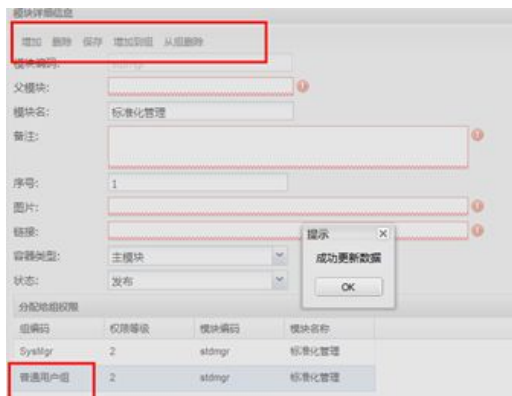 模块详细信息
增加 删除 保存 增加到组 从组删除
模块编码: stdmgr
父模块:
模块名: 标准化管理
备注:
序号: 1
图片:
链接:
提示
成功更新数据
OK
容器类型: 主模块
状态: 发布
分配给组权限
组编码 权限等级 模块编码 模块名称
SysMgr 2 stdmgr 标准化管理
普通用户组 2 stdmgr 标准化管理